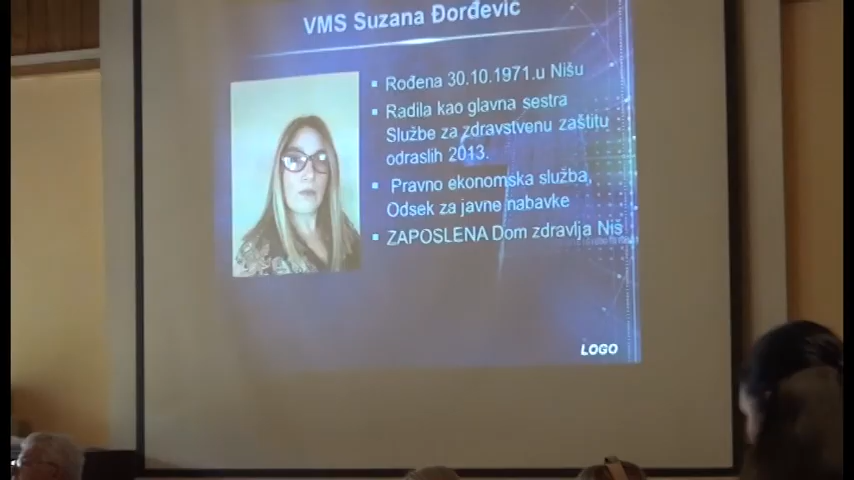 VMS Suzana Đorđević
Rođena 30.10.1971.u Nišu
Radila kao glavna sestra
Službe za zdravstvenu zaštitu
odraslih 2013.
Pravno ekonomska služba,
Odsek za javne nabavke
ZAPOSLENA Dom zdravlja Niš
LOGO